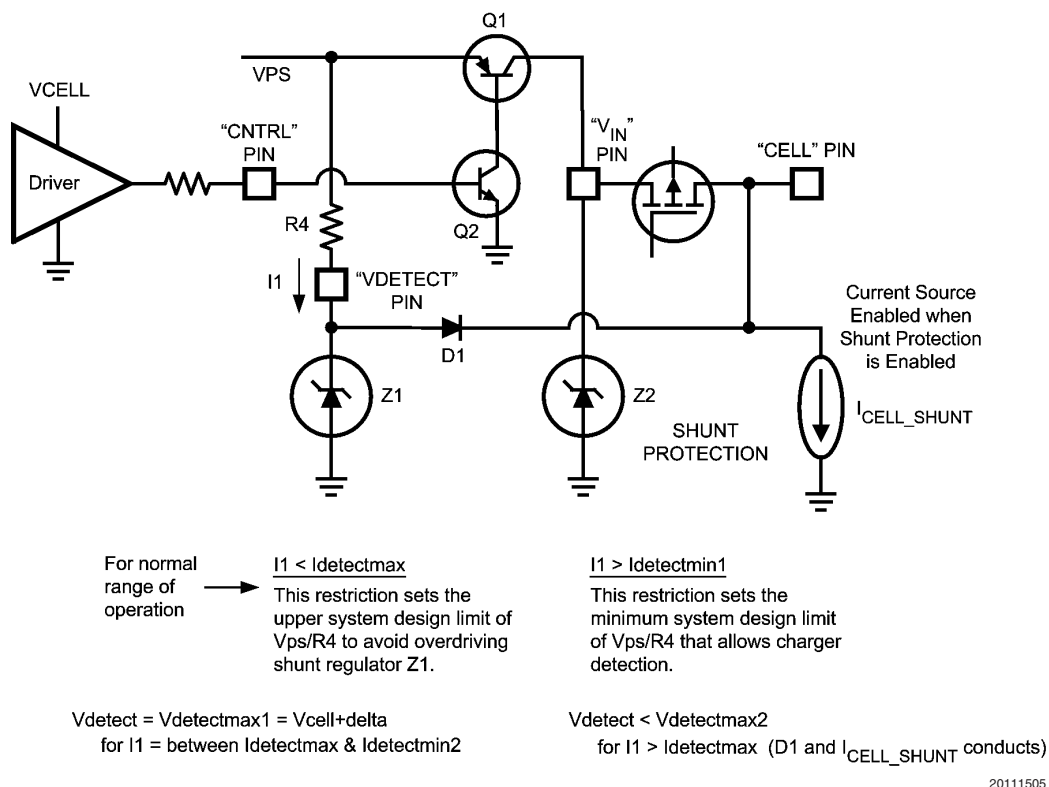 Q1
VPS
VCELL
“CNTRL”
PIN
“V_IN”
PIN
“CELL” PIN
Driver
R4
Q2
I1
“VDETECT”
PIN
Current Source
Enabled when
Shunt Protection
is Enabled
D1
Z1
Z2
I_CELL_SHUNT
SHUNT
PROTECTION
For normal
range of
operation
I1 < Idetectmax
This restriction sets the
upper system design limit of
Vps/R4 to avoid overdriving
shunt regulator Z1.
I1 > Idetectmin1
This restriction sets the
minimum system design limit
of Vps/R4 that allows charger
detection.
Vdetect = Vdetectmax1 = Vcell+delta
for I1 = between Idetectmax & Idetectmin2
Vdetect < Vdetectmax2
for I1 > Idetectmax (D1 and I_CELL_SHUNT conducts)
20111505